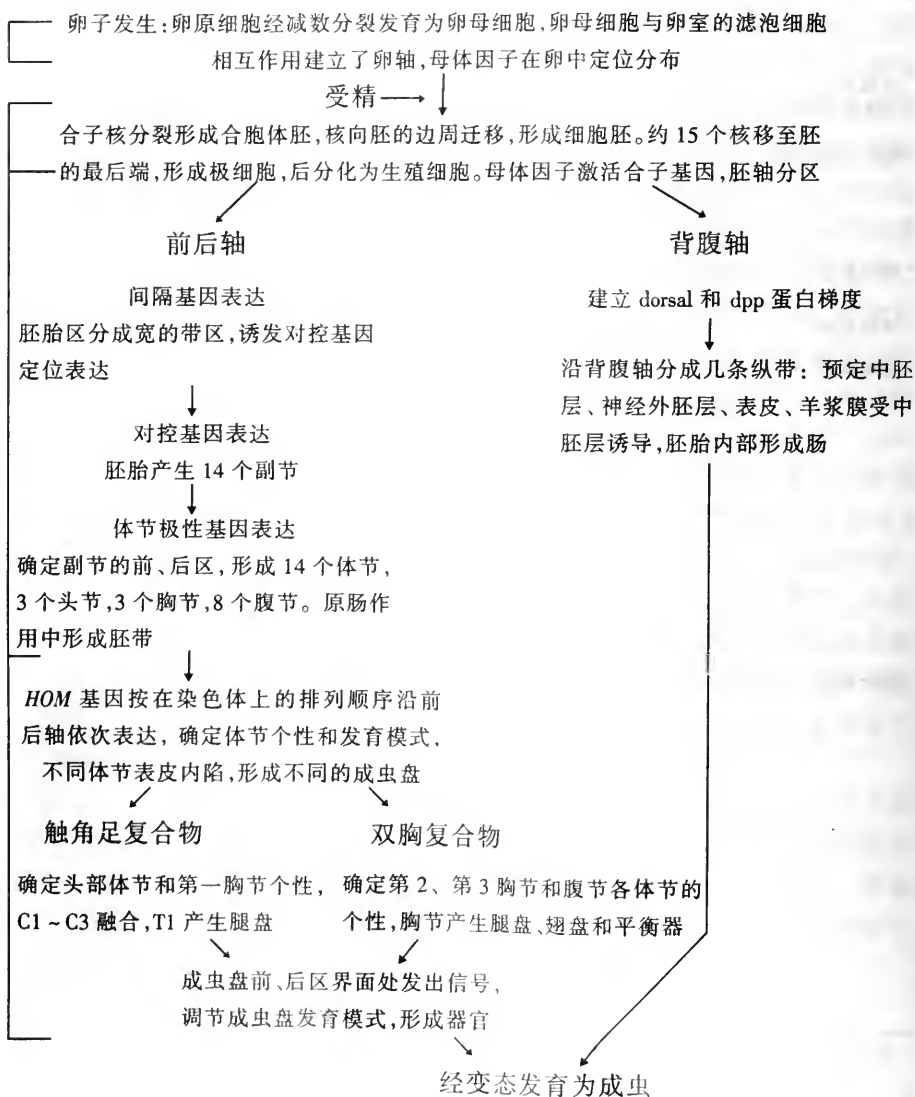 卵子发生:卵原细胞经减数分裂发育为卵母细胞,卵母细胞与卵室的滤泡细胞
相互作用建立了卵轴,母体因子在卵中定位分布
受精
合子核分裂形成合胞体胚,核向胚的边周迁移,形成细胞胚。约 15 个核移至胚
的最后端,形成极细胞,后分化为生殖细胞。母体因子激活合子基因,胚轴分区
前后轴
间隔基因表达
胚胎区分成宽的带区,诱发对控基因
定位表达
对控基因表达
胚胎产生 14 个副节
体节极性基因表达
确定副节的前、后区,形成 14 个体节,
3 个头节,3 个胸节,8 个腹节。原肠作
用中形成胚带
背腹轴
建立 dorsal 和 dpp 蛋白梯度
沿背腹轴分成几条纵带：预定中胚
层、神经外胚层、表皮、羊浆膜受中
胚层诱导,胚胎内部形成肠
HOM 基因按在染色体上的排列顺序沿前
后轴依次表达, 确定体节个性和发育模式,
不同体节表皮内陷,形成不同的成虫盘
触角足复合物
确定头部体节和第一胸节个性,
C1～C3 融合,T1 产生腿盘
双胸复合物
确定第 2、第 3 胸节和腹节各体节的
个性,胸节产生腿盘、翅盘和平衡器
成虫盘前、后区界面处发出信号,
调节成虫盘发育模式,形成器官
经变态发育为成虫